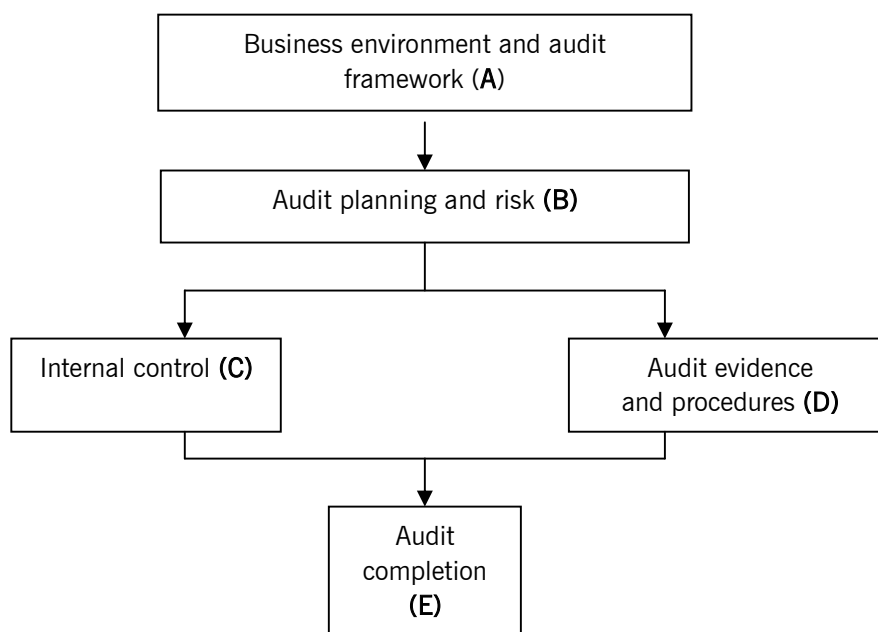 Business environment and audit
framework (A)
Audit planning and risk (B)
Internal control (C)
Audit evidence
and procedures (D)
Audit
completion
(E)